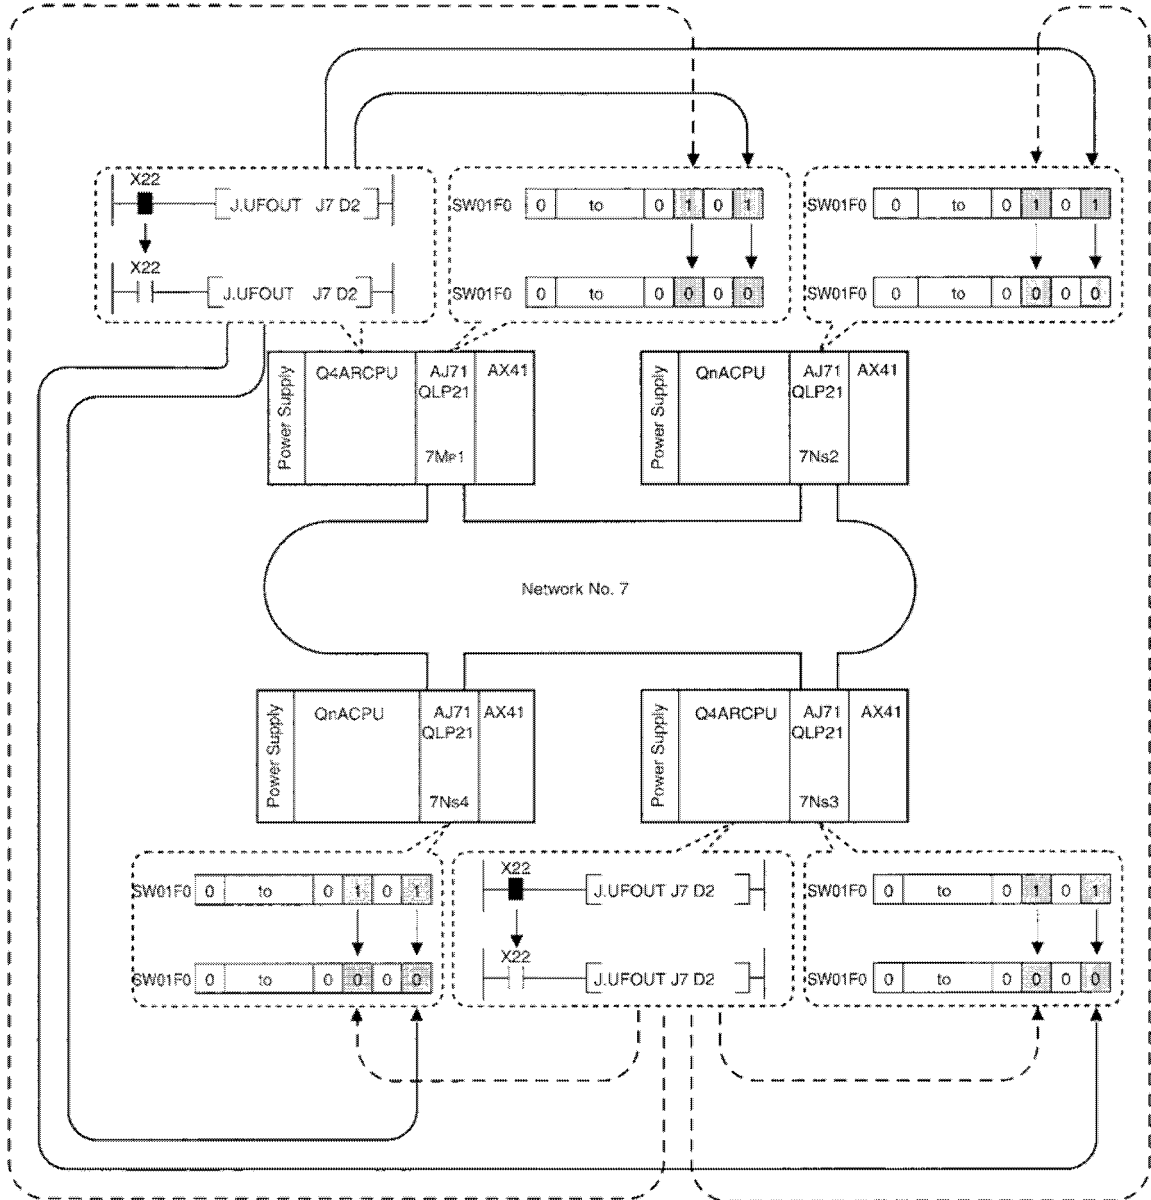 X22
J.UFOUT J7 D2
X22
J.UFOUT J7 D2
SW01F0 0 to 0 1 0 1
SW01F0 0 to 0 0 0 0
SW01F0 0 to 0 1 0 1
SW01F0 0 to 0 0 0 0
Power Supply
Q4ARCPU
AJ71
QLP21
7MP1
AX41
Power Supply
QnACPU
AJ71
QLP21
7Ns2
AX41
Network No. 7
Power Supply
QnACPU
AJ71
QLP21
7Ns4
AX41
Power Supply
Q4ARCPU
AJ71
QLP21
7Ns3
AX41
SW01F0 0 to 0 1 0 1
SW01F0 0 to 0 0 0 0
X22
J.UFOUT J7 D2
X22
J.UFOUT J7 D2
SW01F0 0 to 0 1 0 1
SW01F0 0 to 0 0 0 0